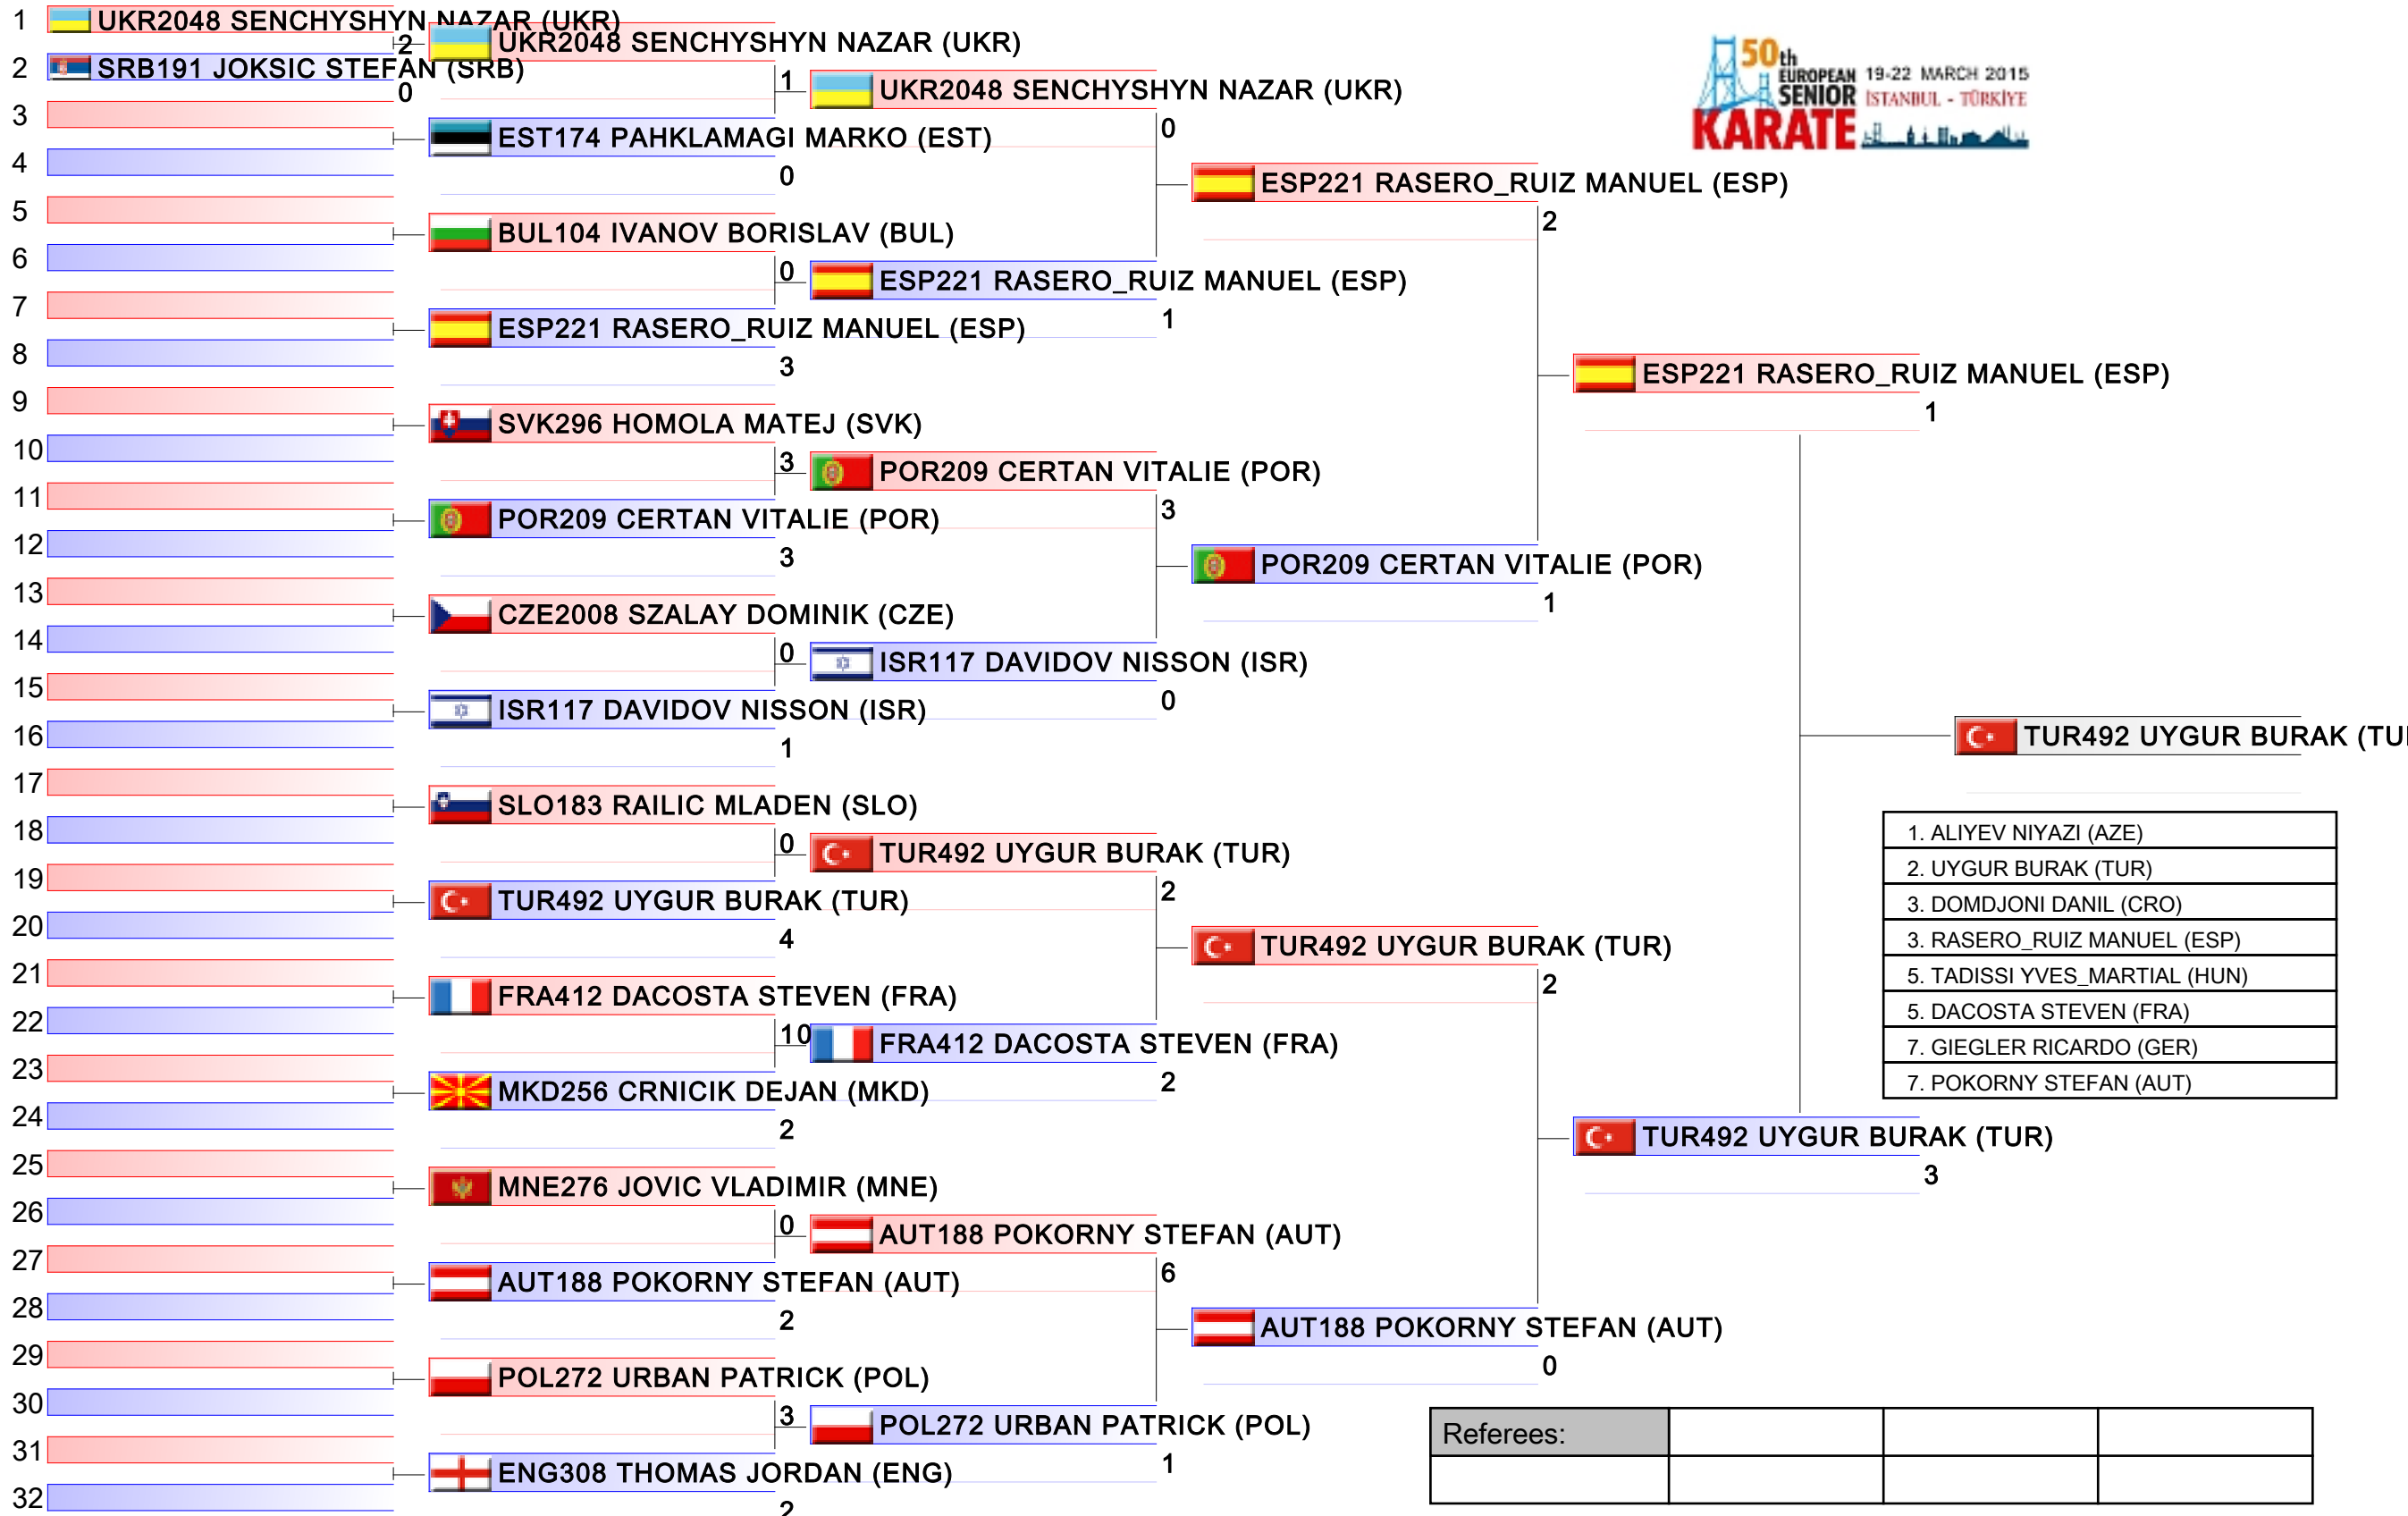 1 UKR2048 SENCHYSHYN NAZAR (UKR)
2
2 SRB191 JOKSIC STEFAN (SRB)
0
3
4
5
6
7
8
9
10
11
12
13
14
15
16
17
18
19
20
21
22
23
24
25
26
27
28
29
30
31
32
UKR2048 SENCHYSHYN NAZAR (UKR)
1
EST174 PAHKLAMAGI MARKO (EST)
0
BUL104 IVANOV BORISLAV (BUL)
0
ESP221 RASERO_RUIZ MANUEL (ESP)
3
SVK296 HOMOLA MATEJ (SVK)
3
POR209 CERTAN VITALIE (POR)
3
CZE2008 SZALAY DOMINIK (CZE)
0
ISR117 DAVIDOV NISSON (ISR)
1
SLO183 RAILIC MLADEN (SLO)
0
TUR492 UYGUR BURAK (TUR)
4
FRA412 DACOSTA STEVEN (FRA)
10
MKD256 CRNICIK DEJAN (MKD)
2
MNE276 JOVIC VLADIMIR (MNE)
0
AUT188 POKORNY STEFAN (AUT)
2
POL272 URBAN PATRICK (POL)
3
ENG308 THOMAS JORDAN (ENG)
2
UKR2048 SENCHYSHYN NAZAR (UKR)
0
ESP221 RASERO_RUIZ MANUEL (ESP)
1
POR209 CERTAN VITALIE (POR)
3
ISR117 DAVIDOV NISSON (ISR)
0
TUR492 UYGUR BURAK (TUR)
2
FRA412 DACOSTA STEVEN (FRA)
2
AUT188 POKORNY STEFAN (AUT)
6
POL272 URBAN PATRICK (POL)
1
ESP221 RASERO_RUIZ MANUEL (ESP)
2
POR209 CERTAN VITALIE (POR)
1
TUR492 UYGUR BURAK (TUR)
2
AUT188 POKORNY STEFAN (AUT)
0
ESP221 RASERO_RUIZ MANUEL (ESP)
1
TUR492 UYGUR BURAK (TUR)
3
TUR492 UYGUR BURAK (TU
50th
EUROPEAN
SENIOR
KARATE
19-22 MARCH 2015
İSTANBUL - TÜRKİYE
1. ALIYEV NIYAZI (AZE)
2. UYGUR BURAK (TUR)
3. DOMDJONI DANIL (CRO)
3. RASERO_RUIZ MANUEL (ESP)
5. TADISSI YVES_MARTIAL (HUN)
5. DACOSTA STEVEN (FRA)
7. GIEGLER RICARDO (GER)
7. POKORNY STEFAN (AUT)
Referees: